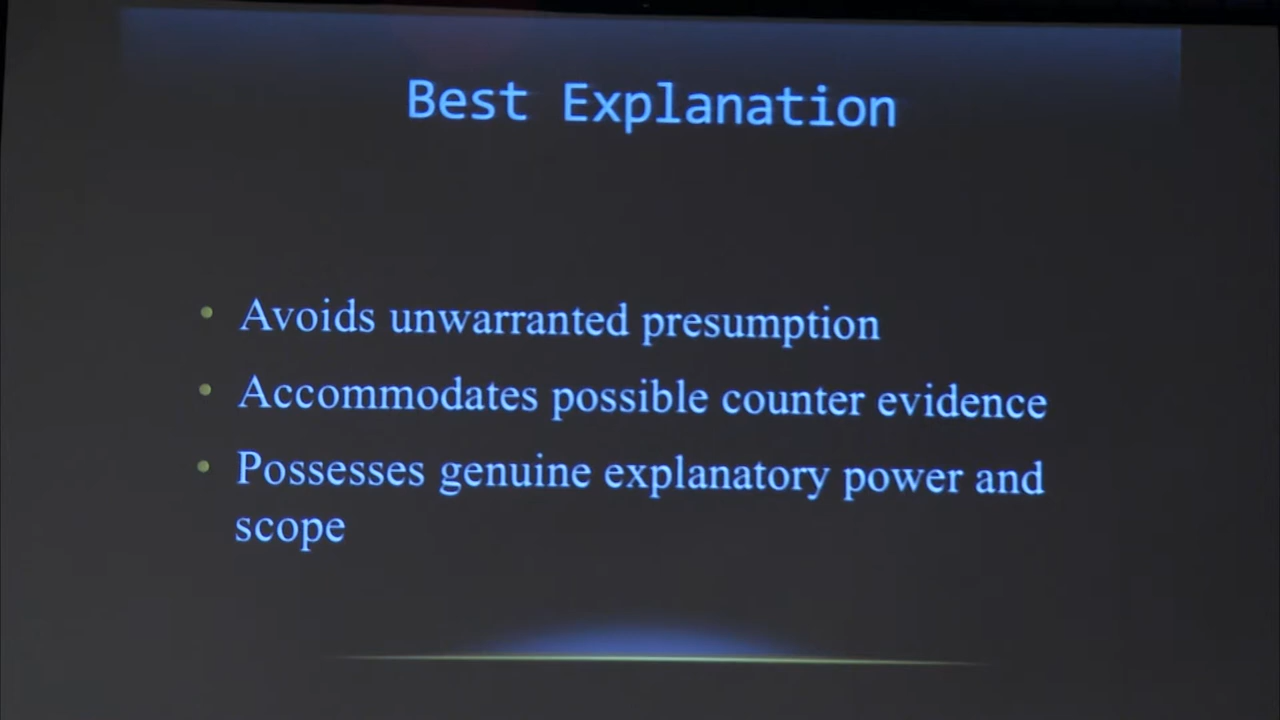 Best Explanation
Avoids unwarranted presumption
Accommodates possible counter evidence
Possesses genuine explanatory power and
scope